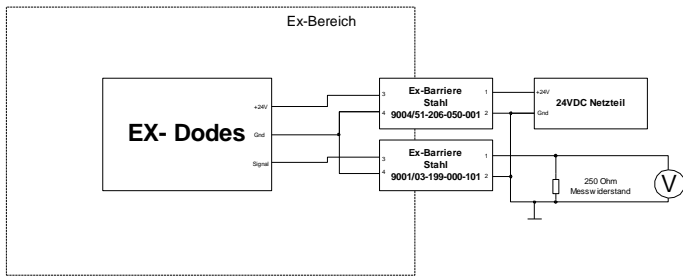 Ex-Bereich
EX- Dodes
+24V
Gnd
Signal
3
4
Ex-Barriere
Stahl
9004/51-206-050-001
1
2
3
4
Ex-Barriere
Stahl
9001/03-199-000-101
1
2
+24V
Gnd
24VDC Netzteil
250 Ohm
Messwiderstand
V